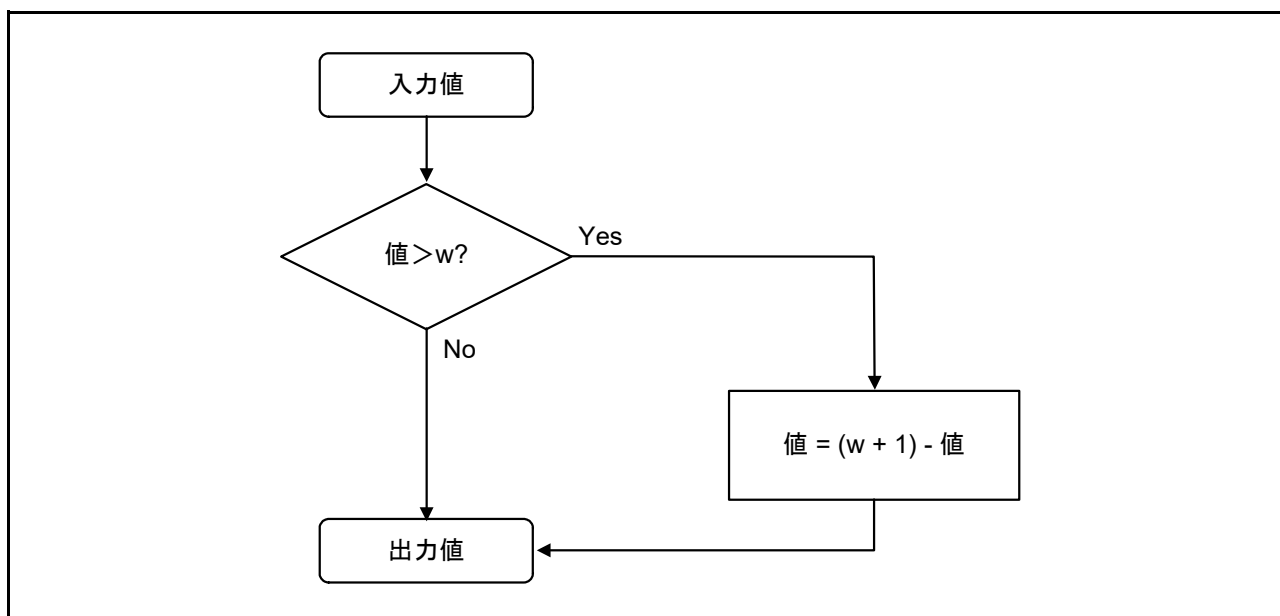 入力値
値＞w?
Yes
No
値 = (w + 1) - 値
出力値